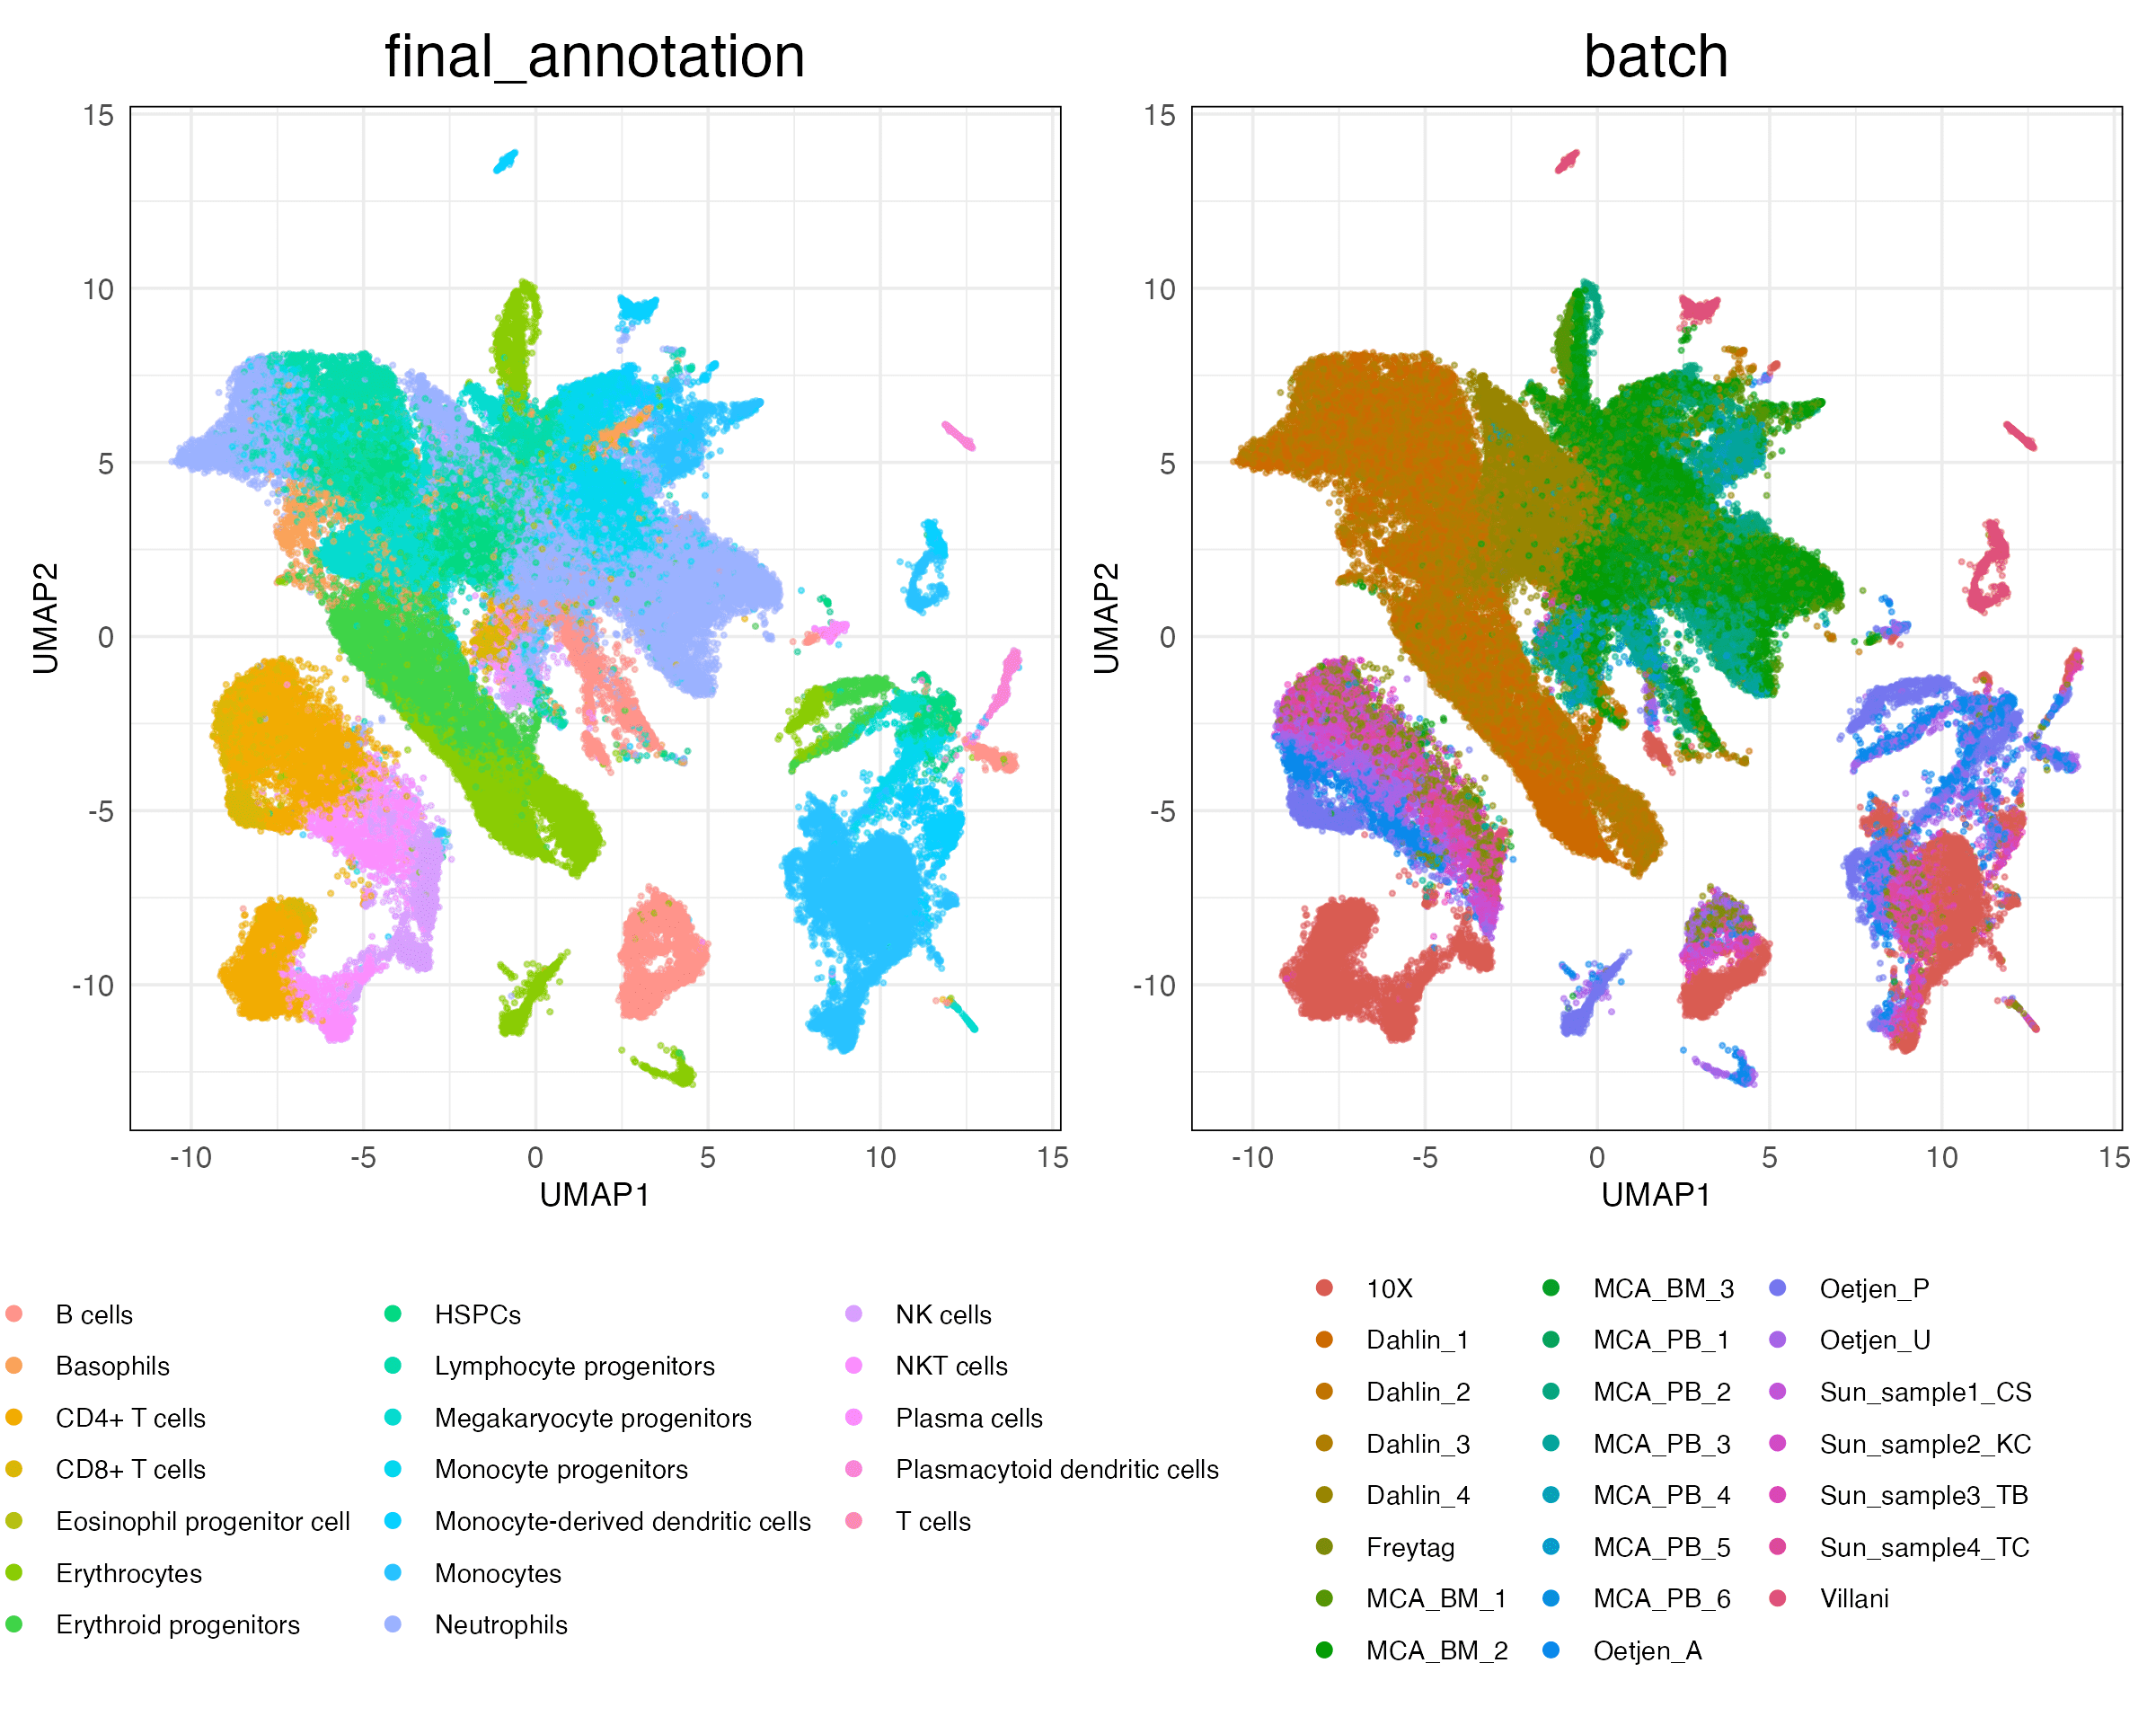 final_annotation
batch
15
10
5
0
-5
-10
-10
-5
0
5
10
15
UMAP1
UMAP2
15
10
5
0
-5
-10
-10
-5
0
5
10
15
UMAP1
UMAP2
B cells
Basophils
CD4+ T cells
CD8+ T cells
Eosinophil progenitor cell
Erythrocytes
Erythroid progenitors
HSPCs
Lymphocyte progenitors
Megakaryocyte progenitors
Monocyte progenitors
Monocyte-derived dendritic cells
Monocytes
Neutrophils
NK cells
NKT cells
Plasma cells
Plasmacytoid dendritic cells
T cells
10X
Dahlin_1
Dahlin_2
Dahlin_3
Dahlin_4
Freytag
MCA_BM_1
MCA_BM_2
MCA_BM_3
MCA_PB_1
MCA_PB_2
MCA_PB_3
MCA_PB_4
MCA_PB_5
MCA_PB_6
Oetjen_A
Oetjen_P
Oetjen_U
Sun_sample1_CS
Sun_sample2_KC
Sun_sample3_TB
Sun_sample4_TC
Villani